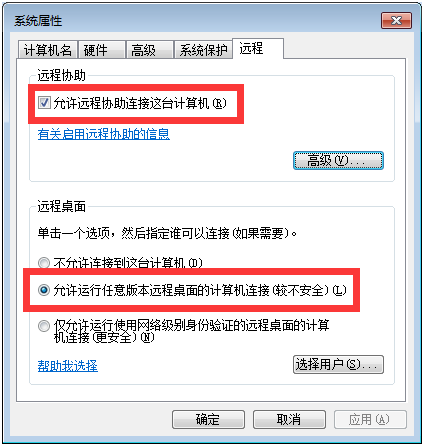 系统属性
计算机名 硬件 高级 系统保护 远程
远程协助
允许远程协助连接这台计算机(R)
有关启用远程协助的信息
高级(V)...
远程桌面
单击一个选项，然后指定谁可以连接(如果需要)。
不允许连接到这台计算机(D)
允许运行任意版本远程桌面的计算机连接(较不安全)(L)
仅允许运行使用网络级别身份验证的远程桌面的计算
机连接(更安全)(N)
帮助我选择
选择用户(S)...
确定 取消 应用(A)